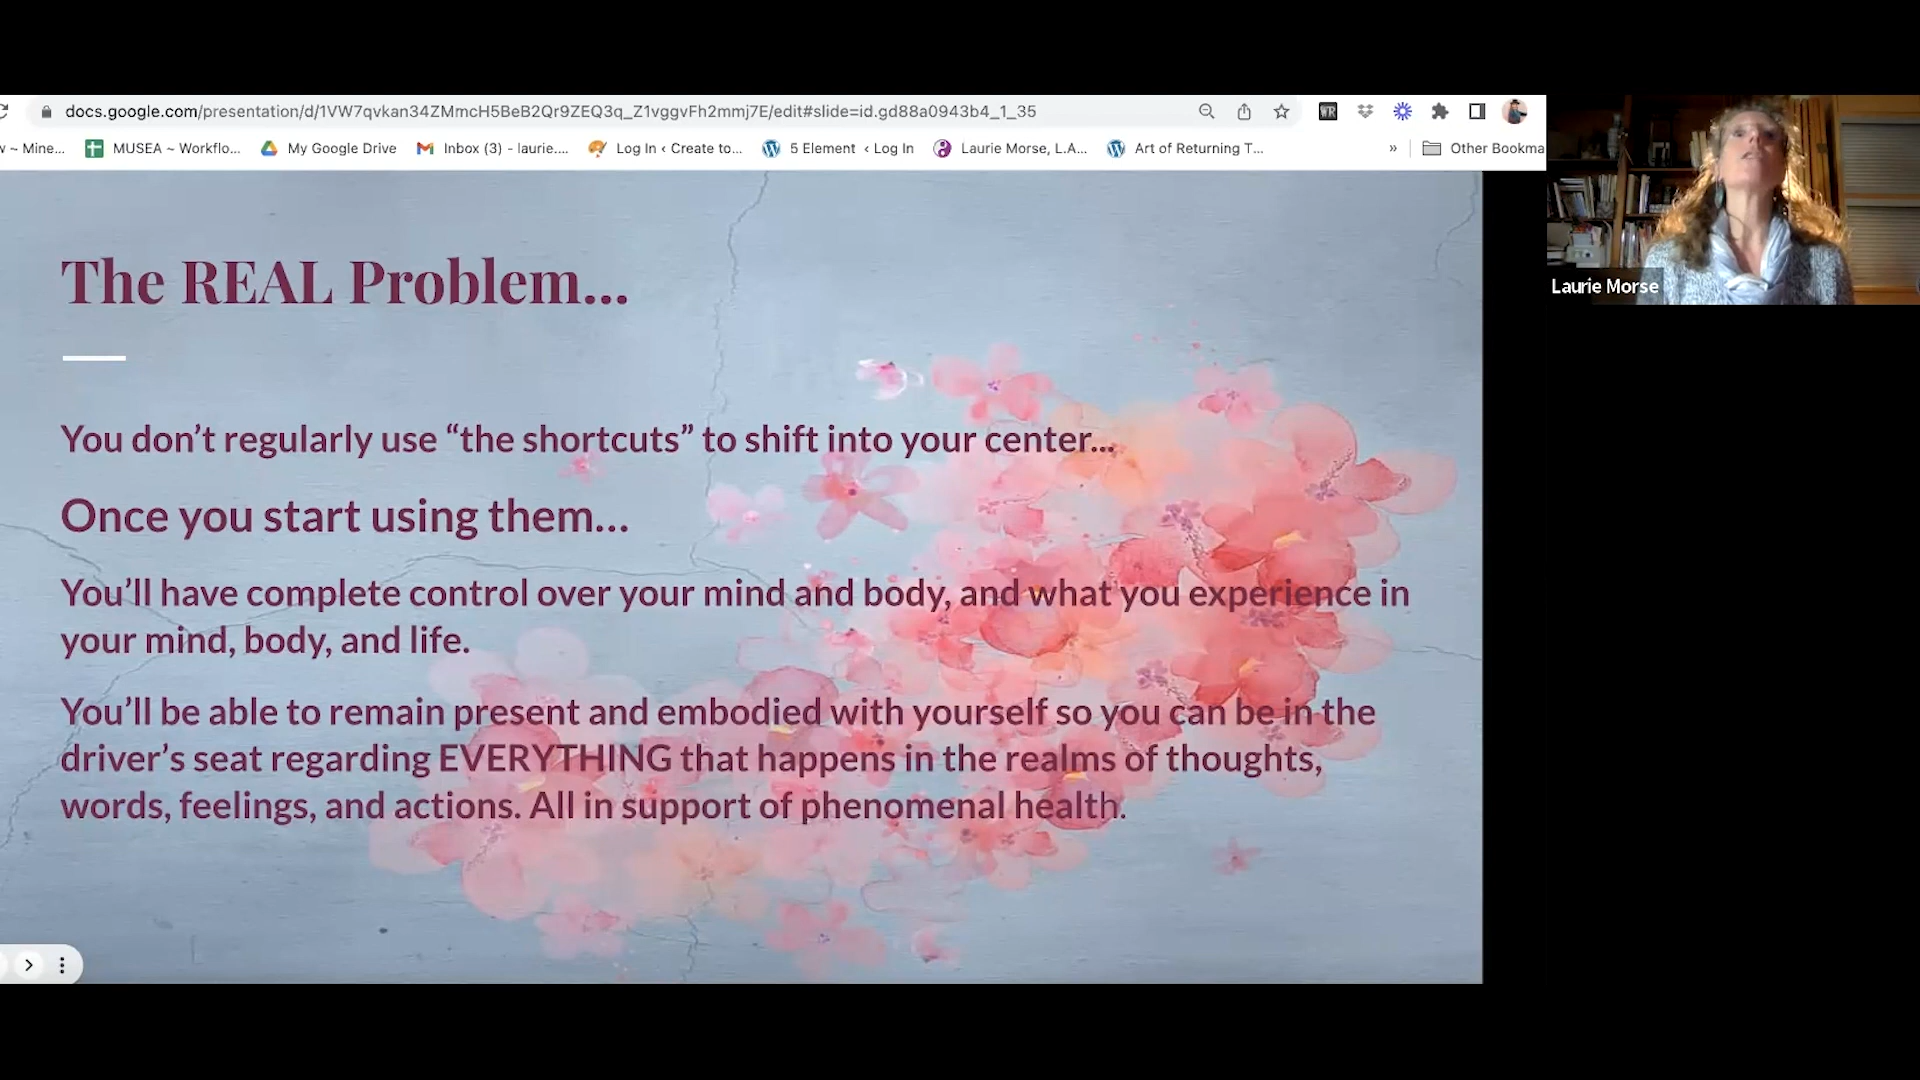 docs.google.com/presentation/d/1VW7qvkan34ZMmcH5BeB2Qr9ZEQ3q_Z1vggvFh2mmj7E/edit#slide=id.gd88a0943b4_1_35
~ Mine...
MUSEA ~ Workflo...
My Google Drive
Inbox (3) - laurie....
Log In ‹ Create to...
5 Element ‹ Log In
Laurie Morse, L.A...
Art of Returning T...
»
Other Bookma
WR
Laurie Morse
The REAL Problem...
You don’t regularly use “the shortcuts” to shift into your center...
Once you start using them...
You’ll have complete control over your mind and body, and what you experience in
your mind, body, and life.
You’ll be able to remain present and embodied with yourself so you can be in the
driver’s seat regarding EVERYTHING that happens in the realms of thoughts,
words, feelings, and actions. All in support of phenomenal health.